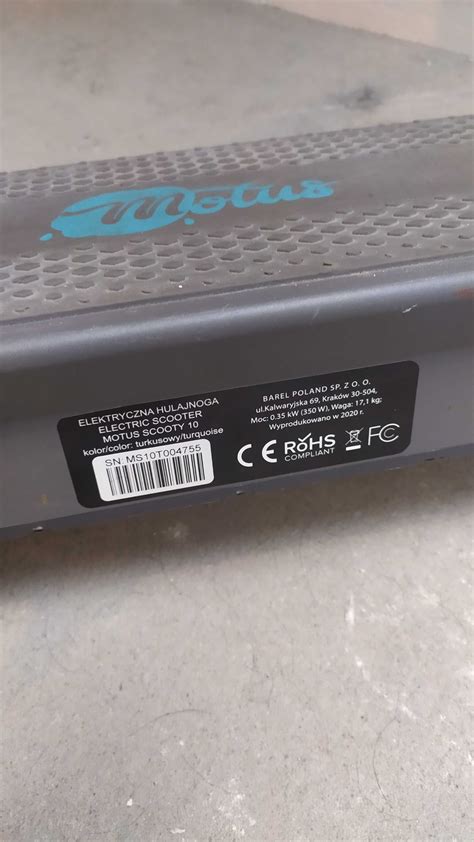 Motus
ELEKTRYCZNA HULAJNOGA
ELECTRIC SCOOTER
MOTUS SCOOTY 10
kolor/color: turkusowy/turquoise
SN: MS10T004755
BAREL POLAND SP. Z O. O.
ul.Kalwaryjska 69, Kraków 30-504,
Moc: 0.35 kW (350 W), Waga: 17,1 kg;
Wyprodukowano w 2020 r.
CE RoHS FC
COMPLIANT